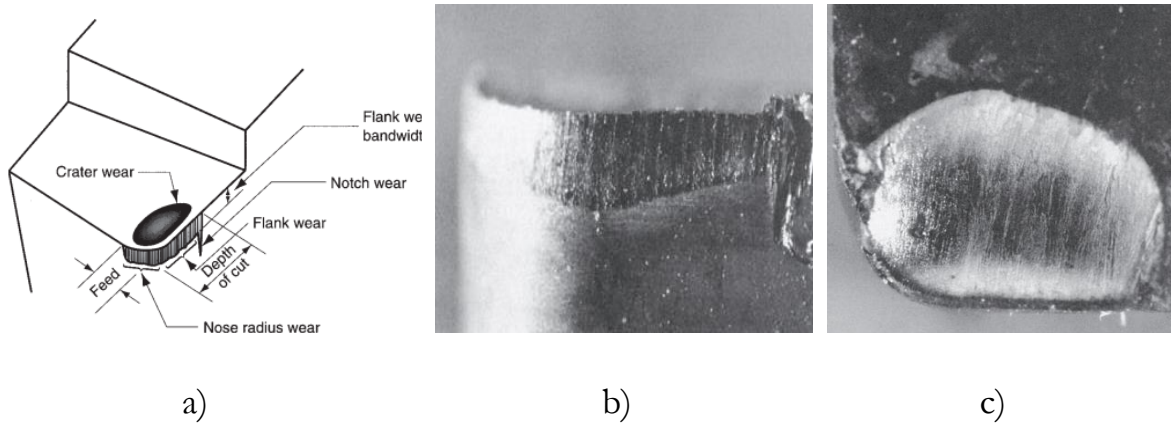 Flank we
bandwidt
Crater wear
Notch wear
Flank wear
Feed
Depth
of cut
Nose radius wear
a)
b)
c)